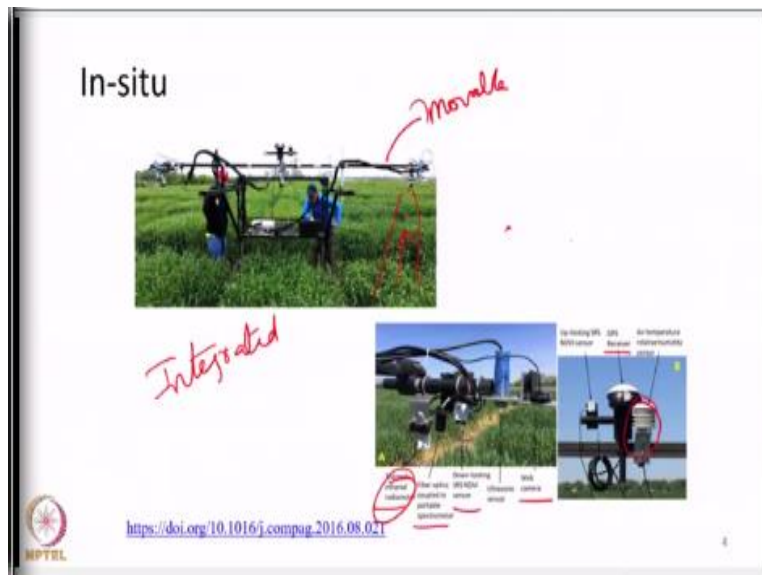 In-situ
Movable
Integrated
Up-looking SRS
NDVI sensor
GPS
Receiver
Air temperature
relative humidity
sensor
B
A
infrared
radiometer
Fiber optics
coupled to
portable
spectrometer
Down-looking
SRS NDVI
sensor
Ultrasonic
sensor
Web
camera
https://doi.org/10.1016/j.compag.2016.08.021
4
NPTEL